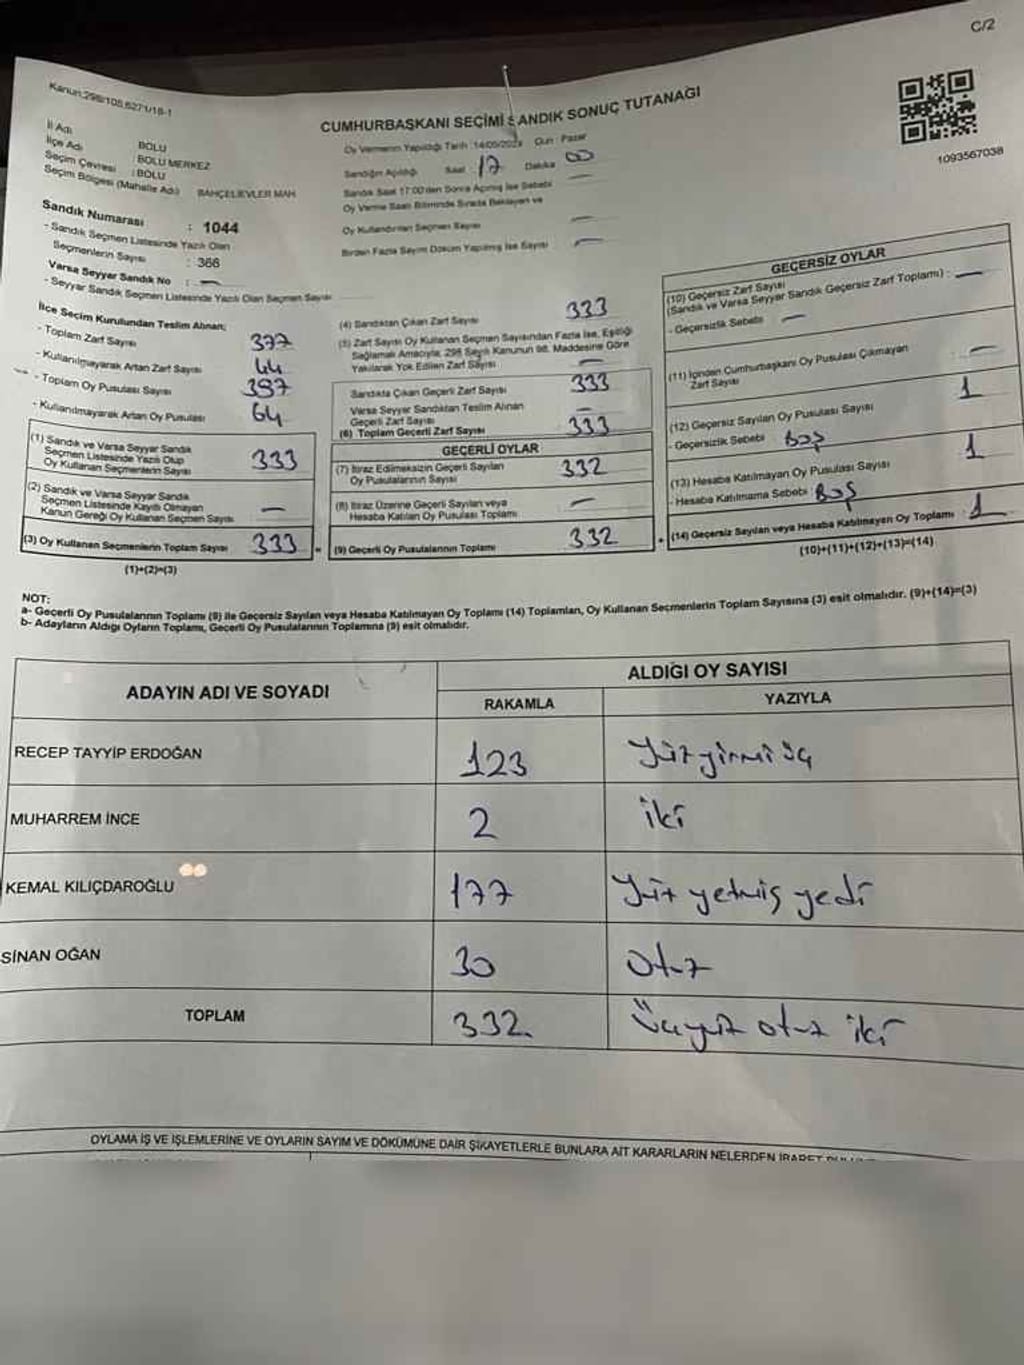 C/2
Kanun:298/105,6271/18-1
CUMHURBAŞKANI SEÇİMİ SANDIK SONUÇ TUTANAĞI
1093567038
İl Adı : BOLU
İlçe Adı : BOLU MERKEZ
Seçim Çevresi : BOLU
Seçim Bölgesi (Mahalle Adı) BAHÇELİEVLER MAH
Oy Vermenin Yapıldığı Tarih :14/05/2023 Gün : Pazar
Sandığın Açılığı Saat : 17 Dakika 00
Sandık Saat 17:00'den Sonra Açılmış İse Sebebi —
Oy Verme Saati Bitiminde Sırada Bekleyen ve
Oy Kullandırılan Seçmen Sayısı —
Birden Fazla Sayım Döküm Yapılmış İse Sayısı —
Sandık Numarası : 1044
- Sandık Seçmen Listesinde Yazılı Olan
Seçmenlerin Sayısı : 366
Varsa Seyyar Sandık No : —
- Seyyar Sandık Seçmen Listesinde Yazılı Olan Seçmen Sayısı
İlçe Seçim Kurulundan Teslim Alınan;
- Toplam Zarf Sayısı 377
- Kullanılmayarak Artan Zarf Sayısı 44
- Toplam Oy Pusulası Sayısı 397
- Kullanılmayarak Artan Oy Pusulası 64
(1) Sandık ve Varsa Seyyar Sandık
Seçmen Listesinde Yazılı Olup
Oy Kullanan Seçmenlerin Sayısı 333
(2) Sandık ve Varsa Seyyar Sandık
Seçmen Listesinde Kayıtlı Olmayan
Kanun Gereği Oy Kullanan Seçmen Sayısı —
(3) Oy Kullanan Seçmenlerin Toplam Sayısı 333 =
(1)+(2)=(3)
(4) Sandıktan Çıkan Zarf Sayısı 333
(5) Zarf Sayısı Oy Kullanan Seçmen Sayısından Fazla İse, Eşitliği
Sağlamak Amacıyla, 298 Sayılı Kanunun 98. Maddesine Göre
Yakılarak Yok Edilen Zarf Sayısı —
Sandıkta Çıkan Geçerli Zarf Sayısı 333
Varsa Seyyar Sandıktan Teslim Alınan
Geçerli Zarf Sayısı —
(6) Toplam Geçerli Zarf Sayısı 333
GEÇERLİ OYLAR
(7) İtiraz Edilmeksizin Geçerli Sayılan
Oy Pusulalarının Sayısı 332
(8) İtiraz Üzerine Geçerli Sayılan veya
Hesaba Katılan Oy Pusulası Toplamı —
(9) Geçerli Oy Pusulalarının Toplamı 332 +
GEÇERSİZ OYLAR
(10) Geçersiz Zarf Sayısı
(Sandık ve Varsa Seyyar Sandık Geçersiz Zarf Toplamı) : —
- Geçersizlik Sebebi —
(11) İçinden Cumhurbaşkanı Oy Pusulası Çıkmayan
Zarf Sayısı —
(12) Geçersiz Sayılan Oy Pusulası Sayısı 1
- Geçersizlik Sebebi Boş
(13) Hesaba Katılmayan Oy Pusulası Sayısı 1
- Hesaba Katılmama Sebebi Boş
(14) Geçersiz Sayılan veya Hesaba Katılmayan Oy Toplamı : 1
(10)+(11)+(12)+(13)=(14)
NOT:
a- Geçerli Oy Pusulalarının Toplamı (9) ile Geçersiz Sayılan veya Hesaba Katılmayan Oy Toplamı (14) Toplamları, Oy Kullanan Seçmenlerin Toplam Sayısına (3) eşit olmalıdır. (9)+(14)=(3)
b- Adayların Aldığı Oyların Toplamı, Geçerli Oy Pusulalarının Toplamına (9) eşit olmalıdır.
ADAYIN ADI VE SOYADI ALDIĞI OY SAYISI
RAKAMLA YAZIYLA
RECEP TAYYİP ERDOĞAN 123 Yüzyirmi üç
MUHARREM İNCE 2 iki
KEMAL KILIÇDAROĞLU 177 Yüz yetmiş yedi
SİNAN OĞAN 30 otuz
TOPLAM 332 Üçyüz otuz iki
OYLAMA İŞ VE İŞLEMLERİNE VE OYLARIN SAYIM VE DÖKÜMÜNE DAİR ŞİKAYETLERLE BUNLARA AİT KARARLARIN NELERDEN İBARET